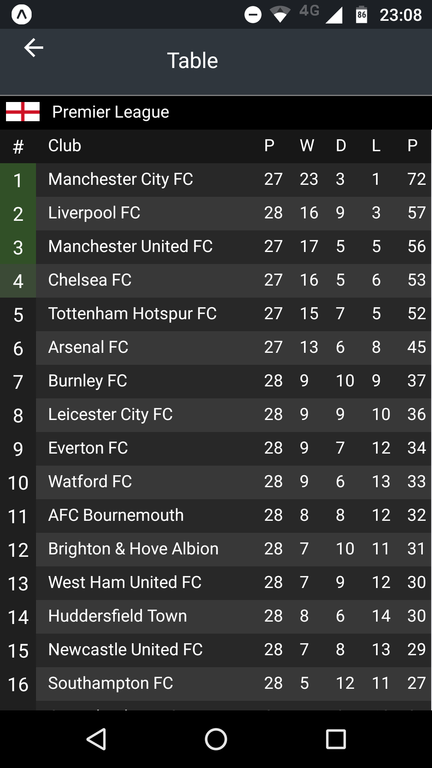 4G 86 23:08
Table
Premier League
# Club P W D L P
1 Manchester City FC 27 23 3 1 72
2 Liverpool FC 28 16 9 3 57
3 Manchester United FC 27 17 5 5 56
4 Chelsea FC 27 16 5 6 53
5 Tottenham Hotspur FC 27 15 7 5 52
6 Arsenal FC 27 13 6 8 45
7 Burnley FC 28 9 10 9 37
8 Leicester City FC 28 9 9 10 36
9 Everton FC 28 9 7 12 34
10 Watford FC 28 9 6 13 33
11 AFC Bournemouth 28 8 8 12 32
12 Brighton & Hove Albion 28 7 10 11 31
13 West Ham United FC 28 7 9 12 30
14 Huddersfield Town 28 8 6 14 30
15 Newcastle United FC 28 7 8 13 29
16 Southampton FC 28 5 12 11 27